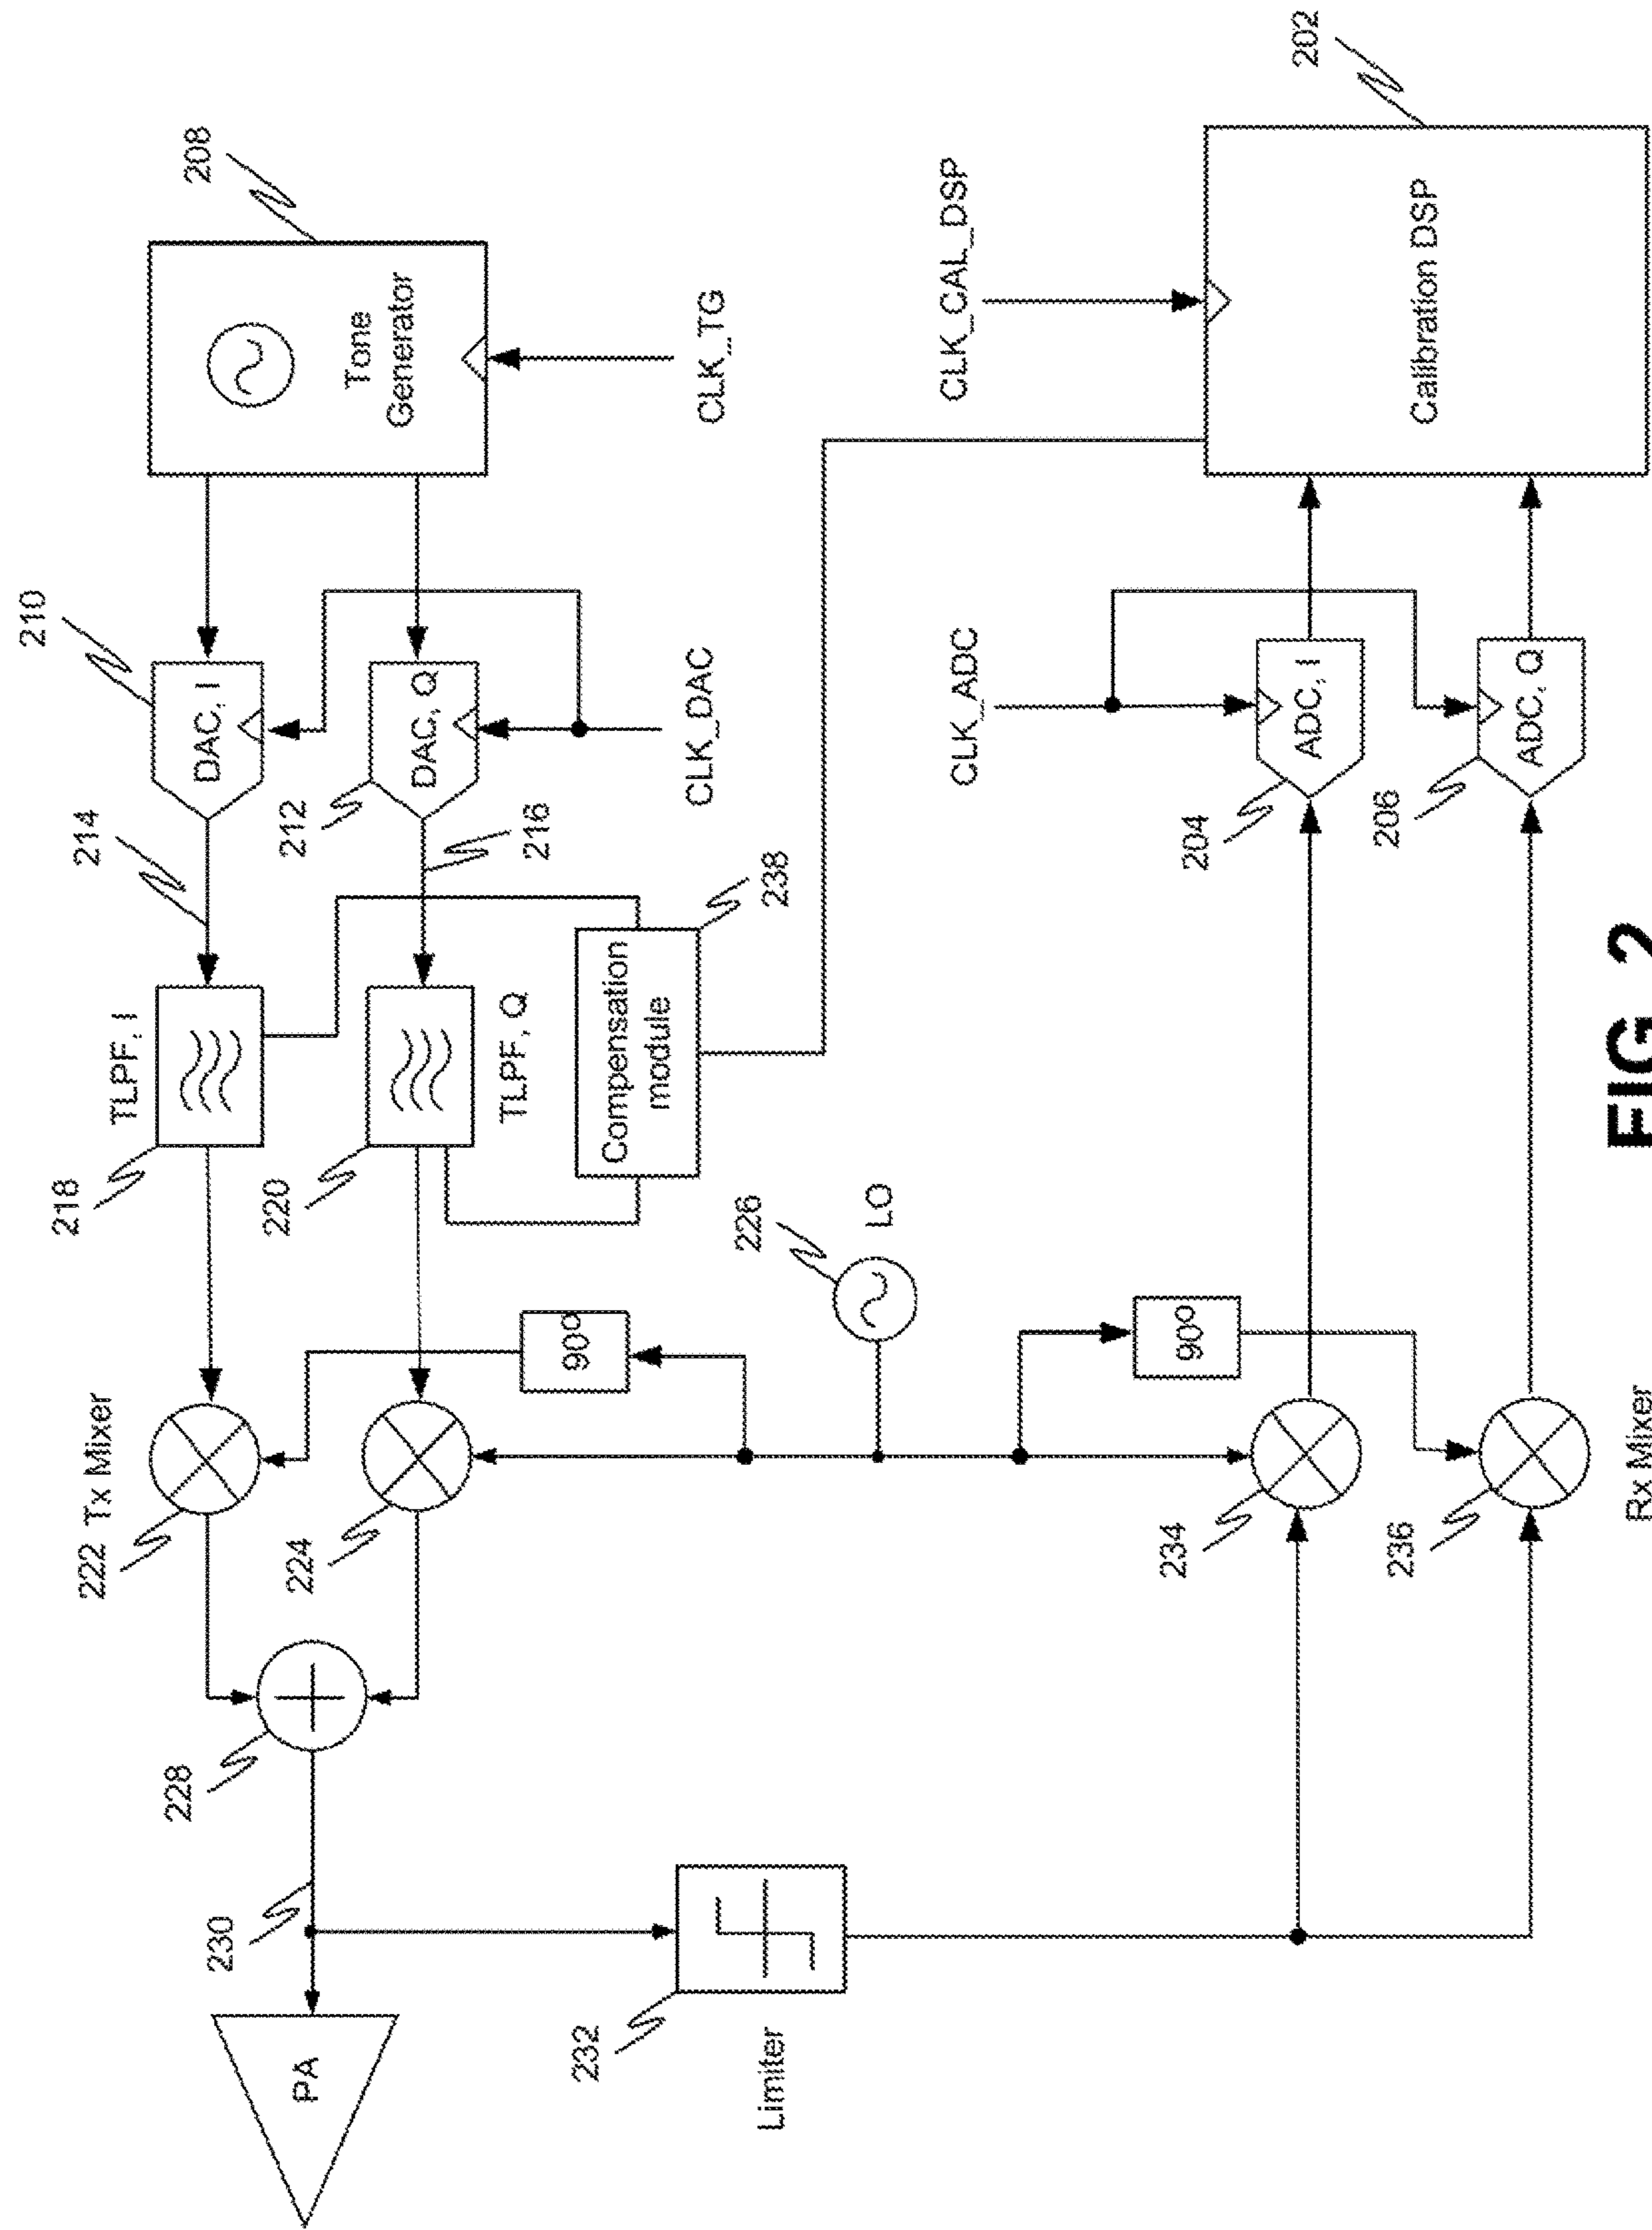 208
Tone
Generator
CLK_TG
210
DAC, I
212
DAC, Q
CLK_DAC
214
216
TLPF, I
218
220
TLPF, Q
Compensation
module
238
Tx Mixer
222
224
90º
226
LO
228
230
PA
232
Limiter
CLK_CAL_DSP
202
Calibration DSP
CLK_ADC
204
ADC, I
206
ADC, Q
90º
234
236
Rx Mixer
FIG. 2